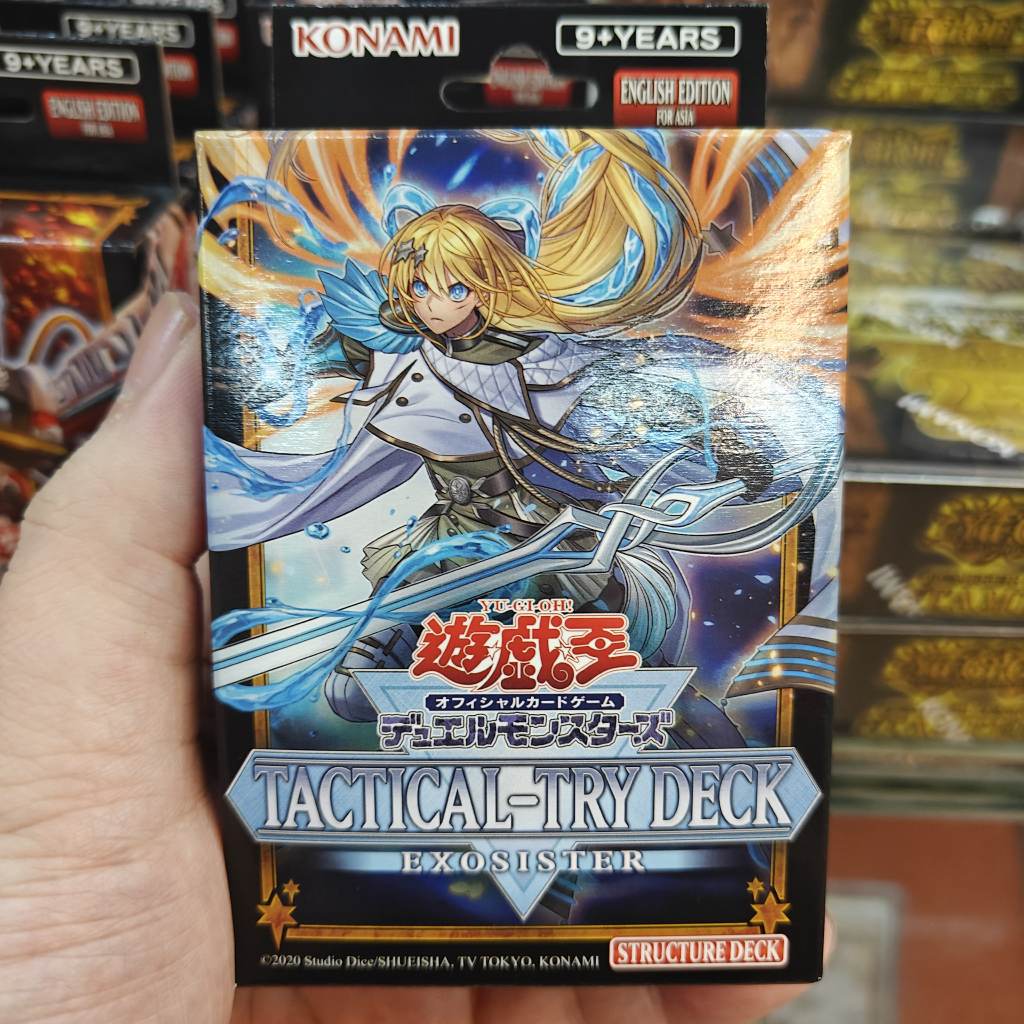 9+YEARS
9+YEARS
ENGLISH EDITION
KONAMI
9+YEARS
ENGLISH EDITION
FOR ASIA
YU-GI-OH!
遊戯王
オフィシャルカードゲーム
デュエルモンスターズ
TACTICAL-TRY DECK
EXOSISTER
©2020 Studio Dice/SHUEISHA, TV TOKYO, KONAMI
STRUCTURE DECK